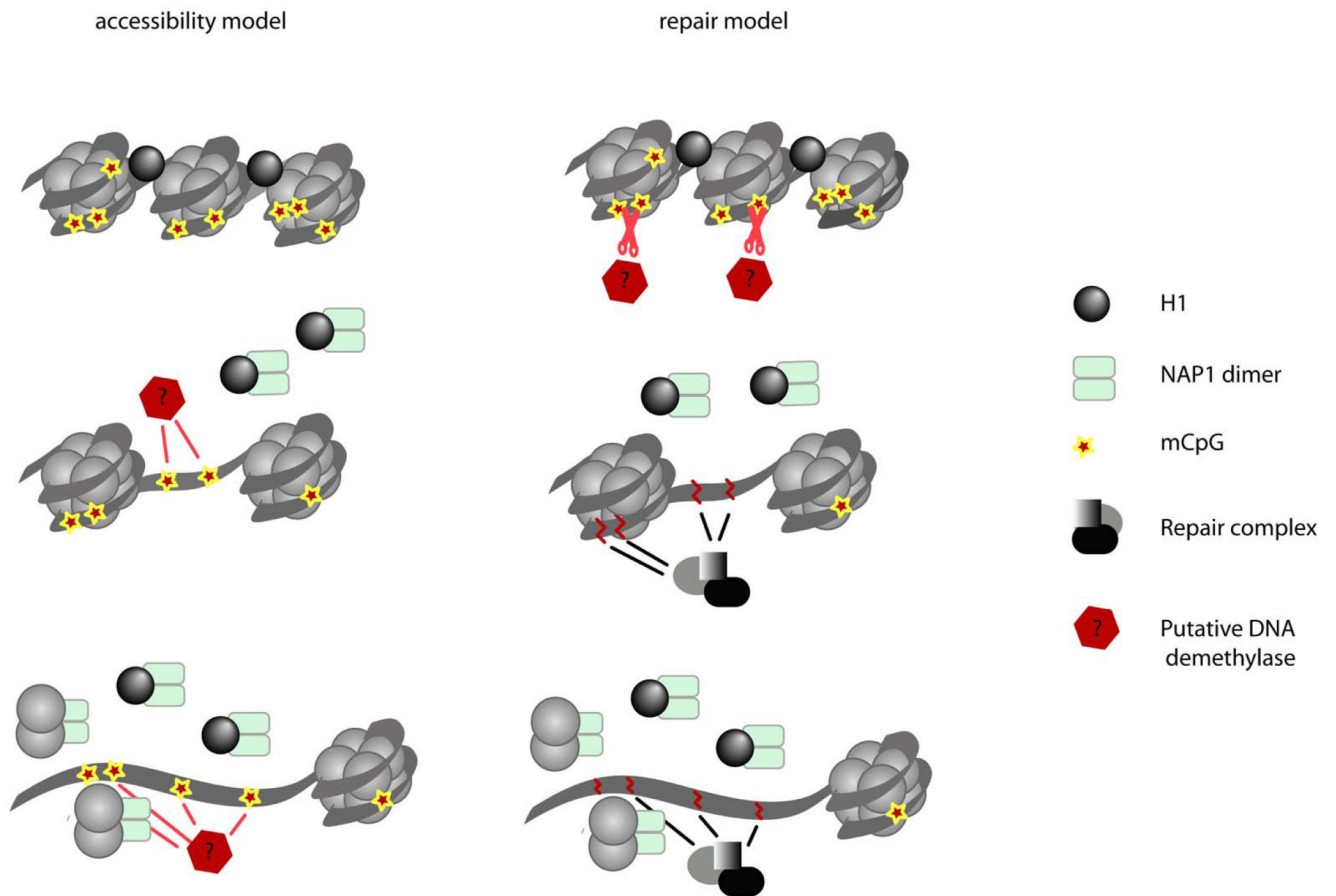 accessibility model
repair model
?
?
H1
?
NAP1 dimer
mCpG
Repair complex
?
Putative DNA
demethylase
?